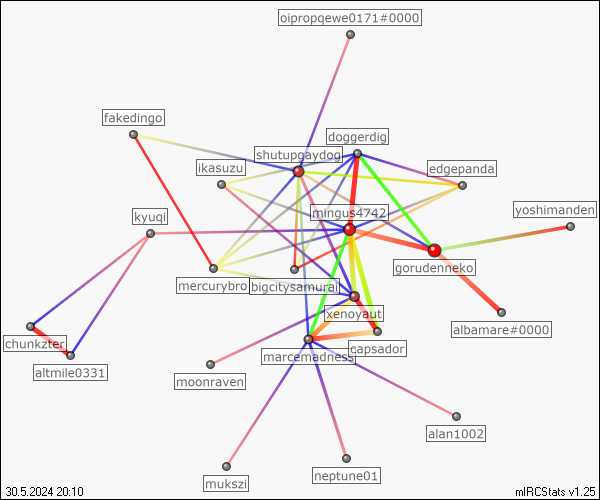 oipropqewe0171#0000
fakedingo
doggerdig
shutupgaydog
ikasuzu
edgepanda
kyuqi
mingus4742
yoshimanden
gorudenneko
mercurybro
bigcitysamurai
xenoyaut
albamare#0000
chunkzter
marcemadness
capsador
altmile0331
moonraven
alan1002
mukszi
neptune01
30.5.2024 20:10
mIRCStats v1.25